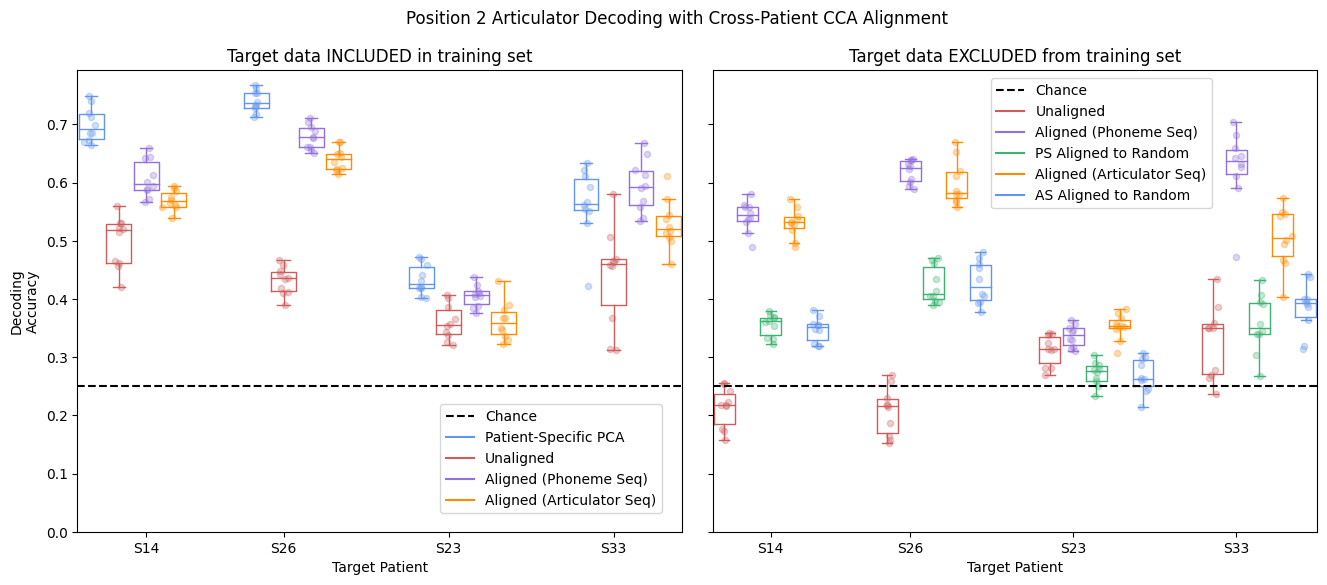 Position 2 Articulator Decoding with Cross-Patient CCA Alignment
Target data INCLUDED in training set
Decoding
Accuracy
0.7
0.6
0.5
0.4
0.3
0.2
0.1
0.0
Chance
Patient-Specific PCA
Unaligned
Aligned (Phoneme Seq)
Aligned (Articulator Seq)
S14
S26
S23
S33
Target Patient
Target data EXCLUDED from training set
Chance
Unaligned
Aligned (Phoneme Seq)
PS Aligned to Random
Aligned (Articulator Seq)
AS Aligned to Random
S14
S26
S23
S33
Target Patient